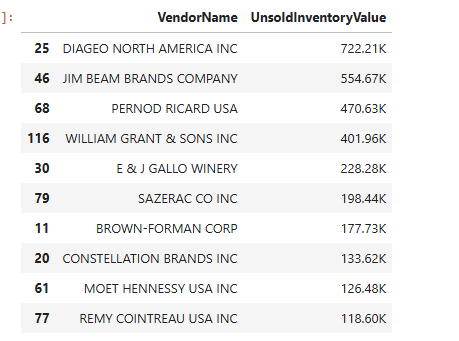 ]:
VendorName UnsoldInventoryValue
25 DIAGEO NORTH AMERICA INC 722.21K
46 JIM BEAM BRANDS COMPANY 554.67K
68 PERNOD RICARD USA 470.63K
116 WILLIAM GRANT & SONS INC 401.96K
30 E & J GALLO WINERY 228.28K
79 SAZERAC CO INC 198.44K
11 BROWN-FORMAN CORP 177.73K
20 CONSTELLATION BRANDS INC 133.62K
61 MOET HENNESSY USA INC 126.48K
77 REMY COINTREAU USA INC 118.60K